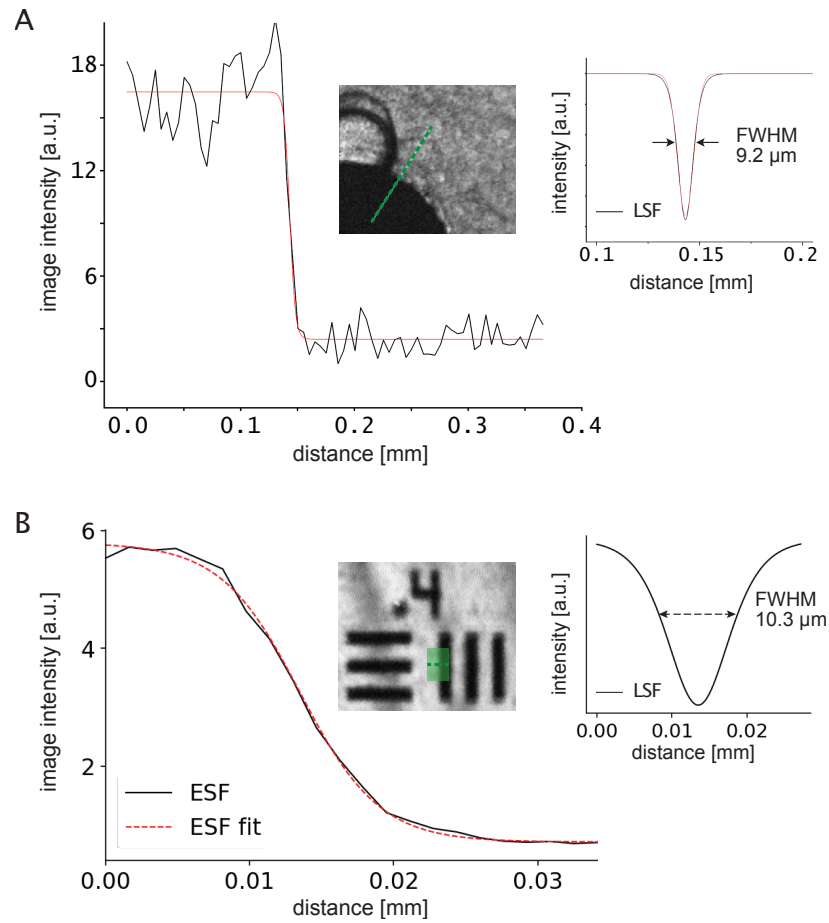 A
image intensity [a.u.]
18
12
6
0
0.0 0.1 0.2 0.3 0.4
distance [mm]
intensity [a.u.]
FWHM
9.2 µm
LSF
0.1 0.15 0.2
distance [mm]
B
image intensity [a.u.]
6
4
2
ESF
ESF fit
0.00 0.01 0.02 0.03
distance [mm]
4
intensity [a.u.]
FWHM
10.3 µm
LSF
0.00 0.01 0.02
distance [mm]